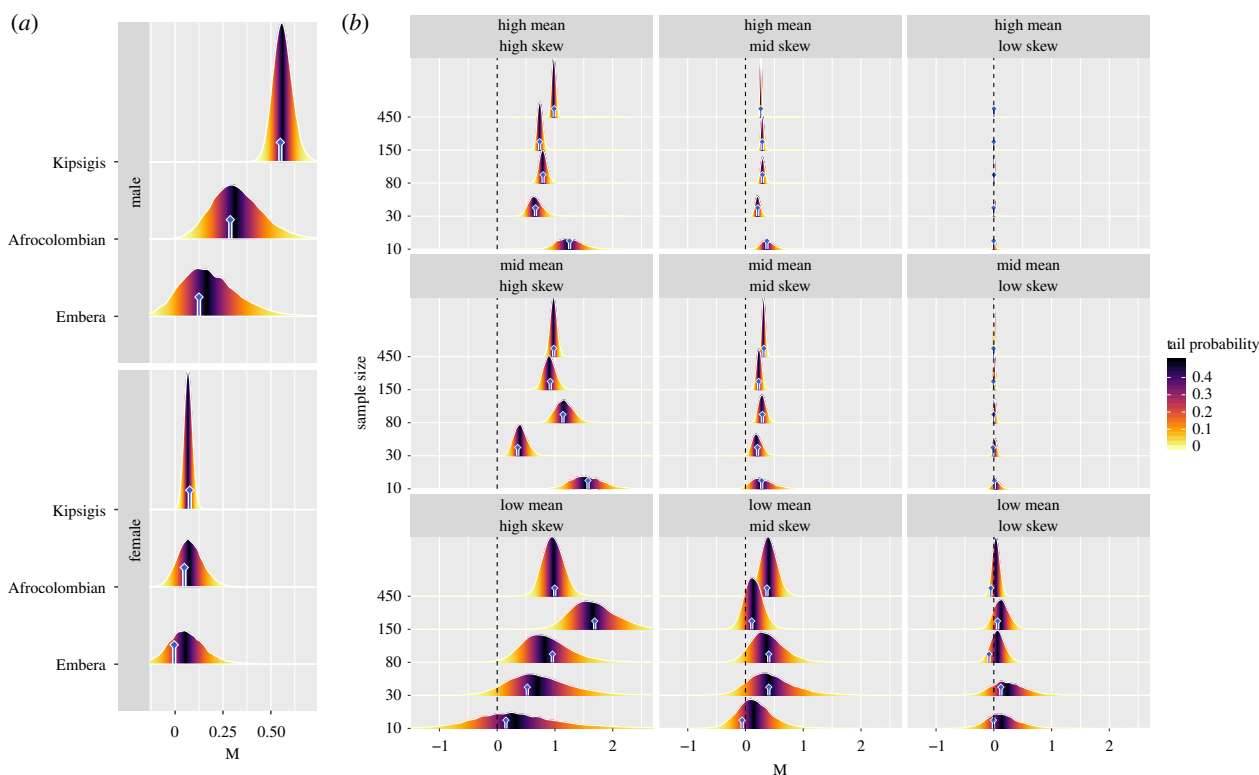 (a)
male
Kipsigis
Afrocolombian
Embera
female
Kipsigis
Afrocolombian
Embera
0 0.25 0.50
M
(b)
high mean
high skew
high mean
mid skew
high mean
low skew
450
150
80
30
10
mid mean
high skew
mid mean
mid skew
mid mean
low skew
sample size
450
150
80
30
10
low mean
high skew
low mean
mid skew
low mean
low skew
450
150
80
30
10
−1 0 1 2
−1 0 1 2
−1 0 1 2
M
tail probability
0.4
0.3
0.2
0.1
0